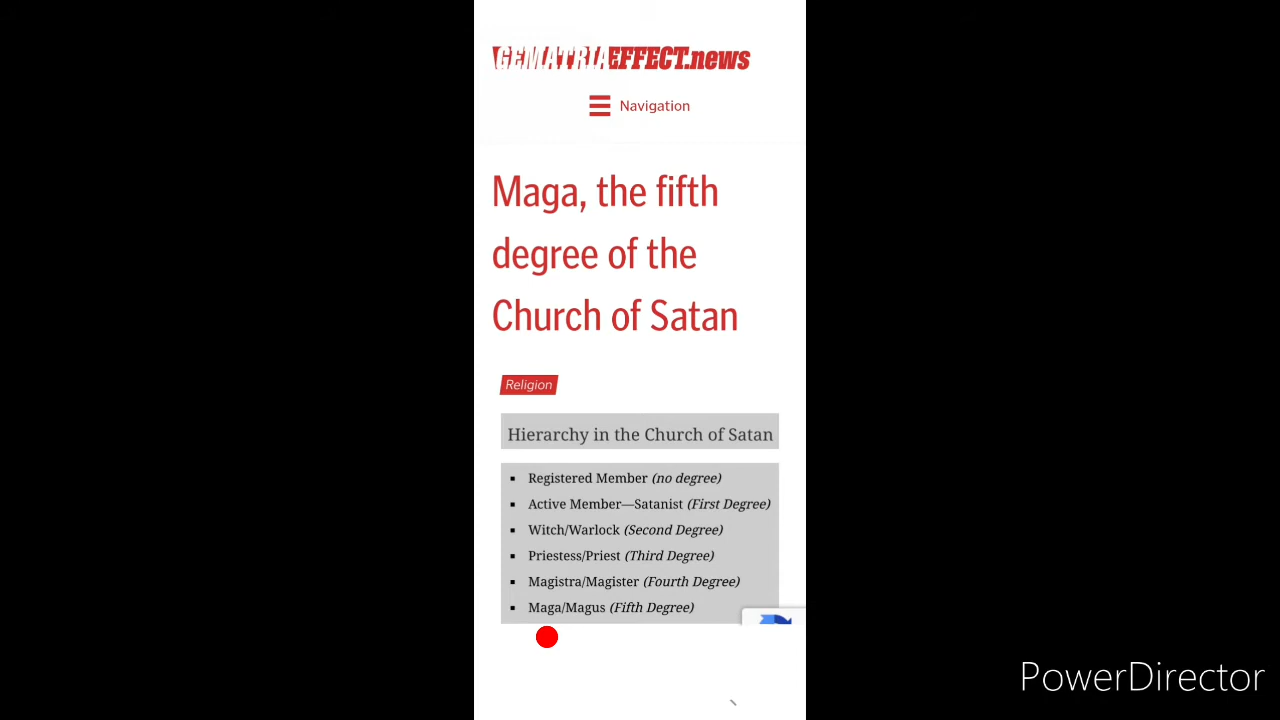 GEMATRIAEFFECT.news
Navigation
Maga, the fifth
degree of the
Church of Satan
Religion
Hierarchy in the Church of Satan
▪ Registered Member (no degree)
▪ Active Member—Satanist (First Degree)
▪ Witch/Warlock (Second Degree)
▪ Priestess/Priest (Third Degree)
▪ Magistra/Magister (Fourth Degree)
▪ Maga/Magus (Fifth Degree)
PowerDirector